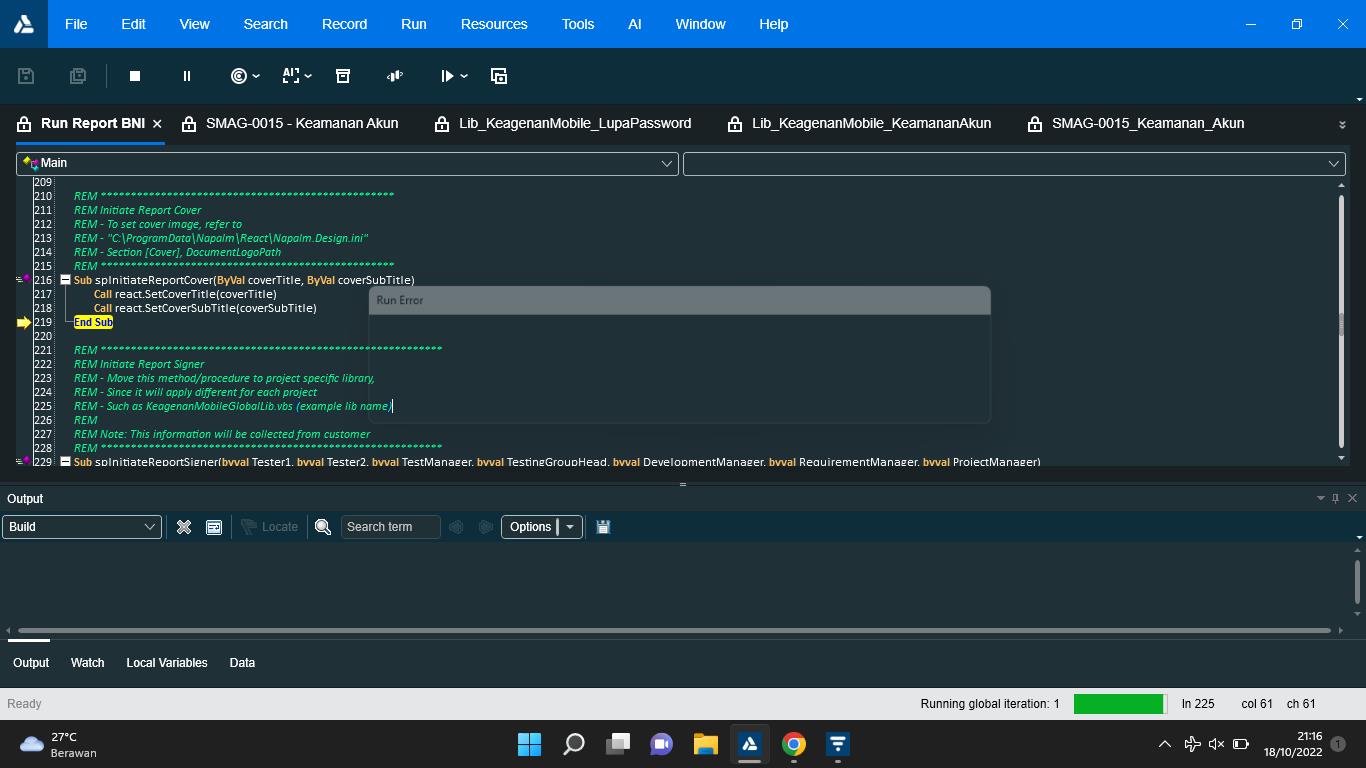 File Edit View Search Record Run Resources Tools AI Window Help
AI
Run Report BNI SMAG-0015 - Keamanan Akun Lib_KeagenanMobile_LupaPassword Lib_KeagenanMobile_KeamananAkun SMAG-0015_Keamanan_Akun
Main
209
210 REM *************************************************
211 REM Initiate Report Cover
212 REM - To set cover image, refer to
213 REM - "C:\ProgramData\Napalm\React\Napalm.Design.ini"
214 REM - Section [Cover], DocumentLogoPath
215 REM *************************************************
216 Sub spInitiateReportCover(ByVal coverTitle, ByVal coverSubTitle)
217 Call react.SetCoverTitle(coverTitle)
218 Call react.SetCoverSubTitle(coverSubTitle)
219 End Sub
220
221 REM *********************************************************
222 REM Initiate Report Signer
223 REM - Move this method/procedure to project specific library,
224 REM - Since it will apply different for each project
225 REM - Such as KeagenanMobileGlobalLib.vbs (example lib name)
226 REM
227 REM Note: This information will be collected from customer
228 REM *********************************************************
229 Sub spInitiateReportSigner(byval Tester1, byval Tester2, byval TestManager, byval TestingGroupHead, byval DevelopmentManager, byval RequirementManager, byval ProjectManager)
Run Error
Output
Build Locate Search term Options
Output Watch Local Variables Data
Ready Running global iteration: 1 ln 225 col 61 ch 61
27°C
Berawan
21:16
18/10/2022
1